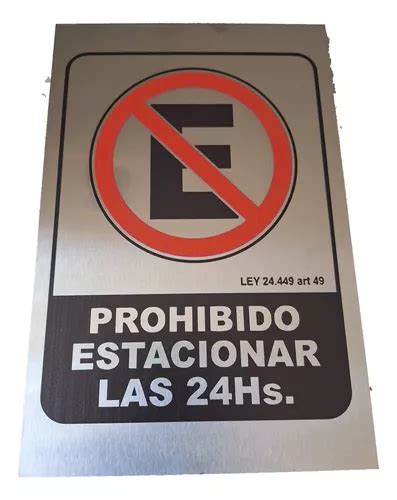 E
LEY 24.449 art 49
PROHIBIDO
ESTACIONAR
LAS 24Hs.